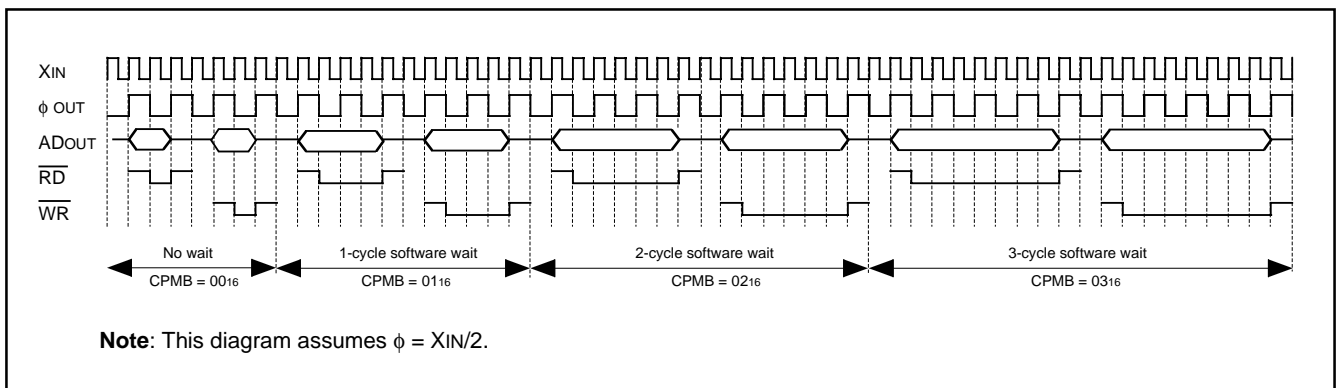 XIN
ϕ OUT
ADOUT
RD
WR
No wait
1-cycle software wait
2-cycle software wait
3-cycle software wait
CPMB = 0016
CPMB = 0116
CPMB = 0216
CPMB = 0316
Note: This diagram assumes ϕ = XIN/2.